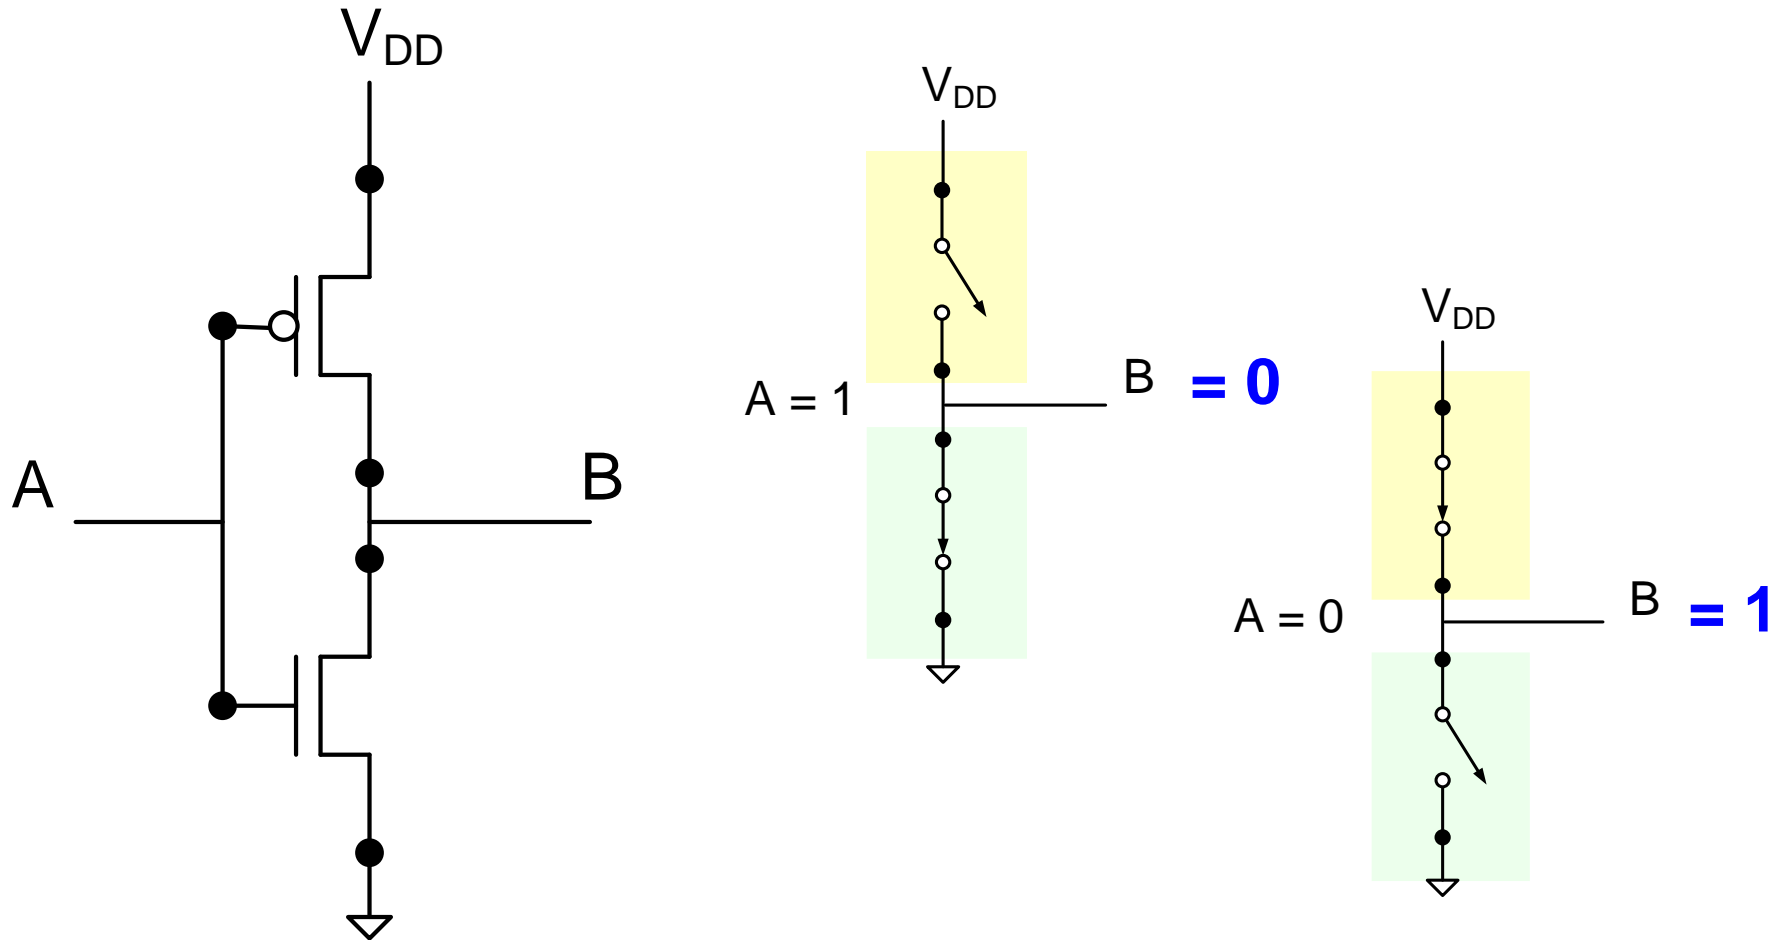 VDD
A
B
VDD
A = 1
B = 0
VDD
A = 0
B = 1